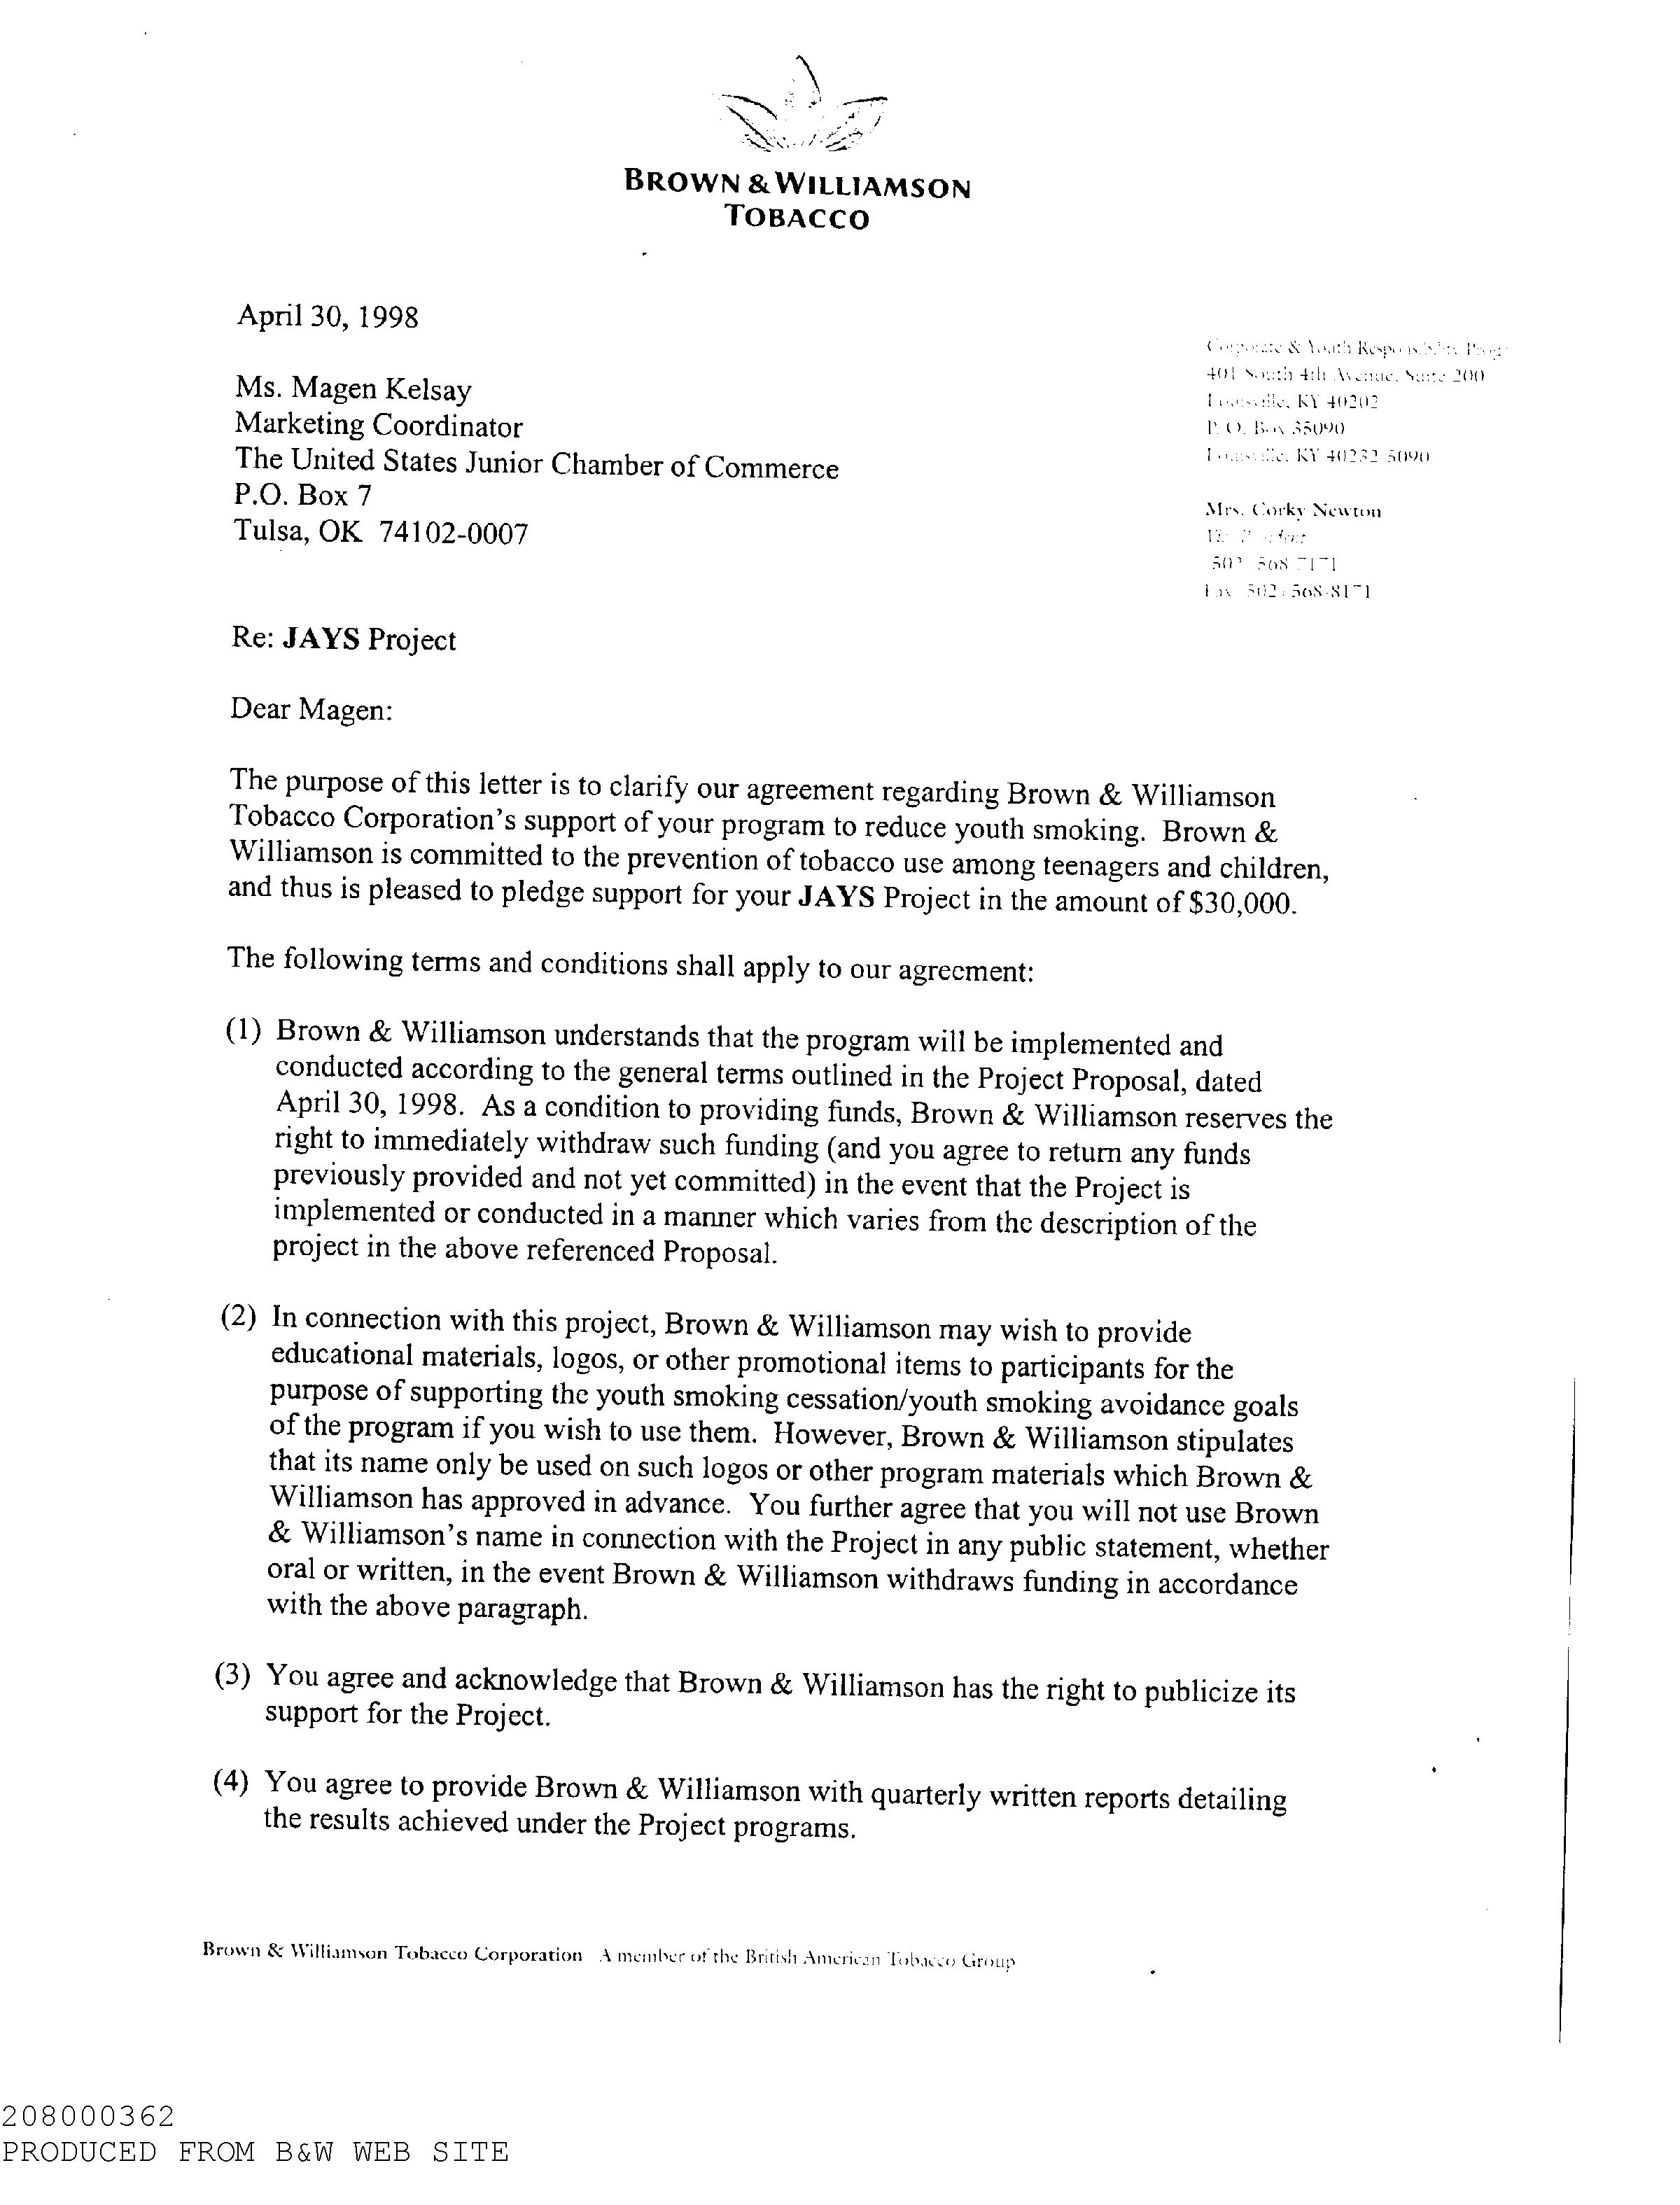 BROWN & WILLIAMSON
TOBACCO
April 30, 1998
Corporate & Youth Responsibility
401 South 4th Avenue, Suite 200
Louisville, KY 40202
P. O. Box 35090
Louisville, KY 40232-5090
Mrs. Corky Newton
Vice President
502 568-7171
Fax 502 568-8171
Ms. Magen Kelsay
Marketing Coordinator
The United States Junior Chamber of Commerce
P.O. Box 7
Tulsa, OK 74102-0007
Re: JAYS Project
Dear Magen:
The purpose of this letter is to clarify our agreement regarding Brown & Williamson
Tobacco Corporation's support of your program to reduce youth smoking. Brown &
Williamson is committed to the prevention of tobacco use among teenagers and children,
and thus is pleased to pledge support for your JAYS Project in the amount of $30,000.
The following terms and conditions shall apply to our agreement:
(1) Brown & Williamson understands that the program will be implemented and
conducted according to the general terms outlined in the Project Proposal, dated
April 30, 1998. As a condition to providing funds, Brown & Williamson reserves the
right to immediately withdraw such funding (and you agree to return any funds
previously provided and not yet committed) in the event that the Project is
implemented or conducted in a manner which varies from the description of the
project in the above referenced Proposal.
(2) In connection with this project, Brown & Williamson may wish to provide
educational materials, logos, or other promotional items to participants for the
purpose of supporting the youth smoking cessation/youth smoking avoidance goals
of the program if you wish to use them. However, Brown & Williamson stipulates
that its name only be used on such logos or other program materials which Brown &
Williamson has approved in advance. You further agree that you will not use Brown
& Williamson's name in connection with the Project in any public statement, whether
oral or written, in the event Brown & Williamson withdraws funding in accordance
with the above paragraph.
(3) You agree and acknowledge that Brown & Williamson has the right to publicize its
support for the Project.
(4) You agree to provide Brown & Williamson with quarterly written reports detailing
the results achieved under the Project programs.
Brown & Williamson Tobacco Corporation A member of the British American Tobacco Group
208000362
PRODUCED FROM B&W WEB SITE